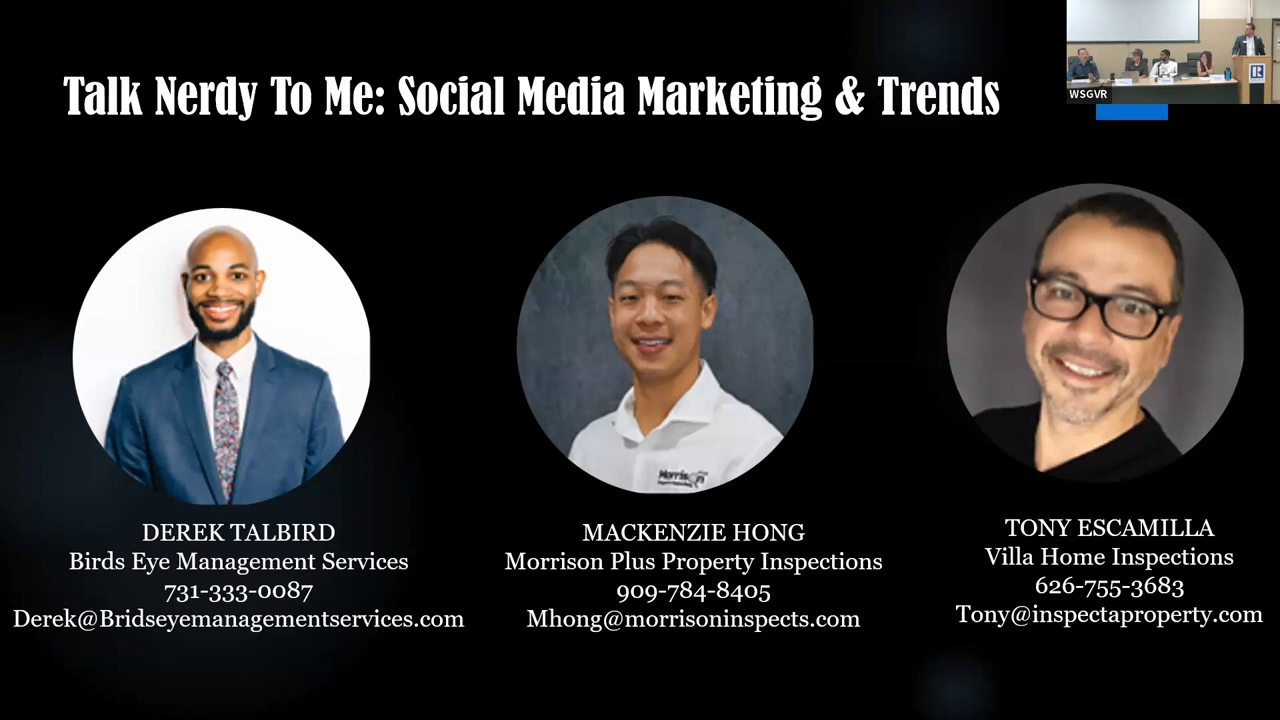 Talk Nerdy To Me: Social Media Marketing & Trends
WSGVR
DEREK TALBIRD
Birds Eye Management Services
731-333-0087
Derek@Bridseyemanagementservices.com
MACKENZIE HONG
Morrison Plus Property Inspections
909-784-8405
Mhong@morrisoninspects.com
TONY ESCAMILLA
Villa Home Inspections
626-755-3683
Tony@inspectaproperty.com